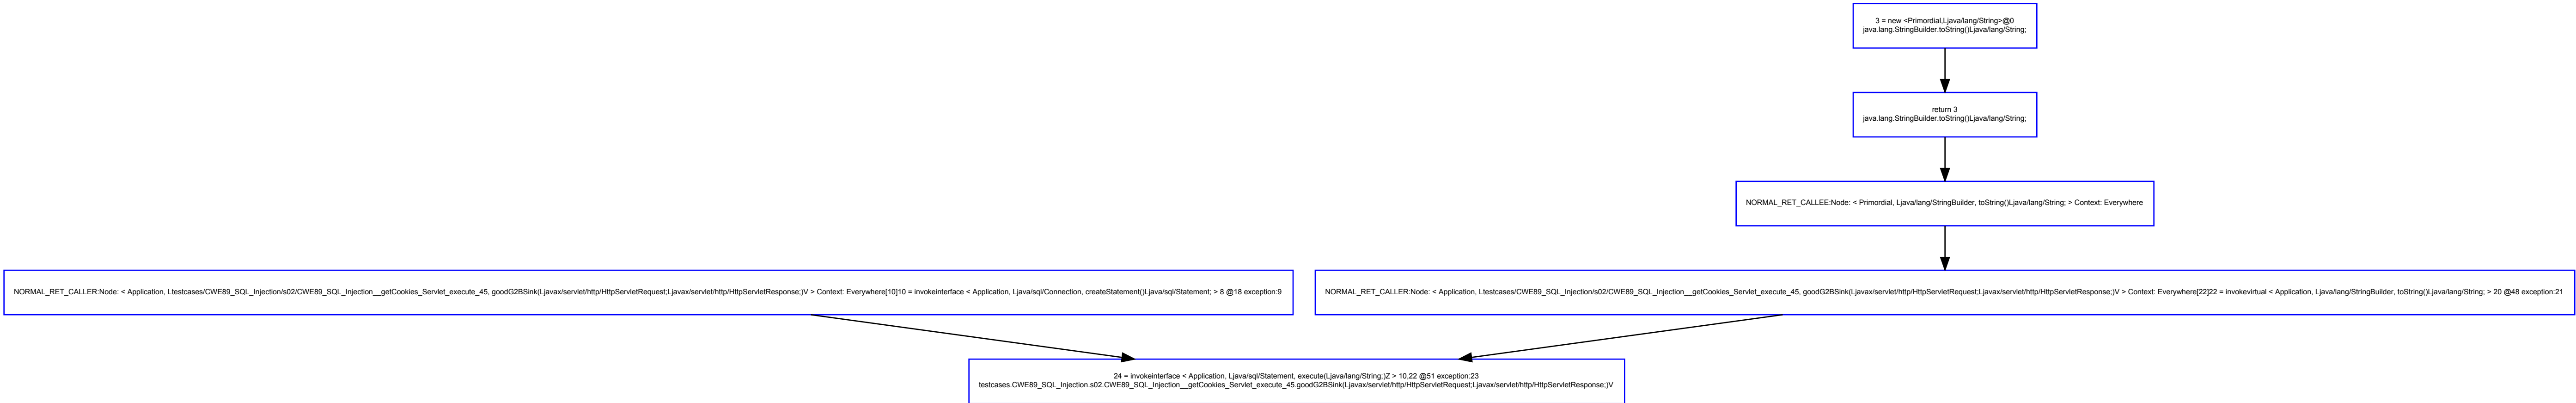 3 = new <Primordial,Ljava/lang/String>@0
java.lang.StringBuilder.toString()Ljava/lang/String;
return 3
java.lang.StringBuilder.toString()Ljava/lang/String;
NORMAL_RET_CALLEE:Node: < Primordial, Ljava/lang/StringBuilder, toString()Ljava/lang/String; > Context: Everywhere
NORMAL_RET_CALLER:Node: < Application, Ltestcases/CWE89_SQL_Injection/s02/CWE89_SQL_Injection__getCookies_Servlet_execute_45, goodG2BSink(Ljavax/servlet/http/HttpServletRequest;Ljavax/servlet/http/HttpServletResponse;)V > Context: Everywhere[10]10 = invokeinterface < Application, Ljava/sql/Connection, createStatement()Ljava/sql/Statement; > 8 @18 exception:9
NORMAL_RET_CALLER:Node: < Application, Ltestcases/CWE89_SQL_Injection/s02/CWE89_SQL_Injection__getCookies_Servlet_execute_45, goodG2BSink(Ljavax/servlet/http/HttpServletRequest;Ljavax/servlet/http/HttpServletResponse;)V > Context: Everywhere[22]22 = invokevirtual < Application, Ljava/lang/StringBuilder, toString()Ljava/lang/String; > 20 @48 exception:21
24 = invokeinterface < Application, Ljava/sql/Statement, execute(Ljava/lang/String;)Z > 10,22 @51 exception:23
testcases.CWE89_SQL_Injection.s02.CWE89_SQL_Injection__getCookies_Servlet_execute_45.goodG2BSink(Ljavax/servlet/http/HttpServletRequest;Ljavax/servlet/http/HttpServletResponse;)V